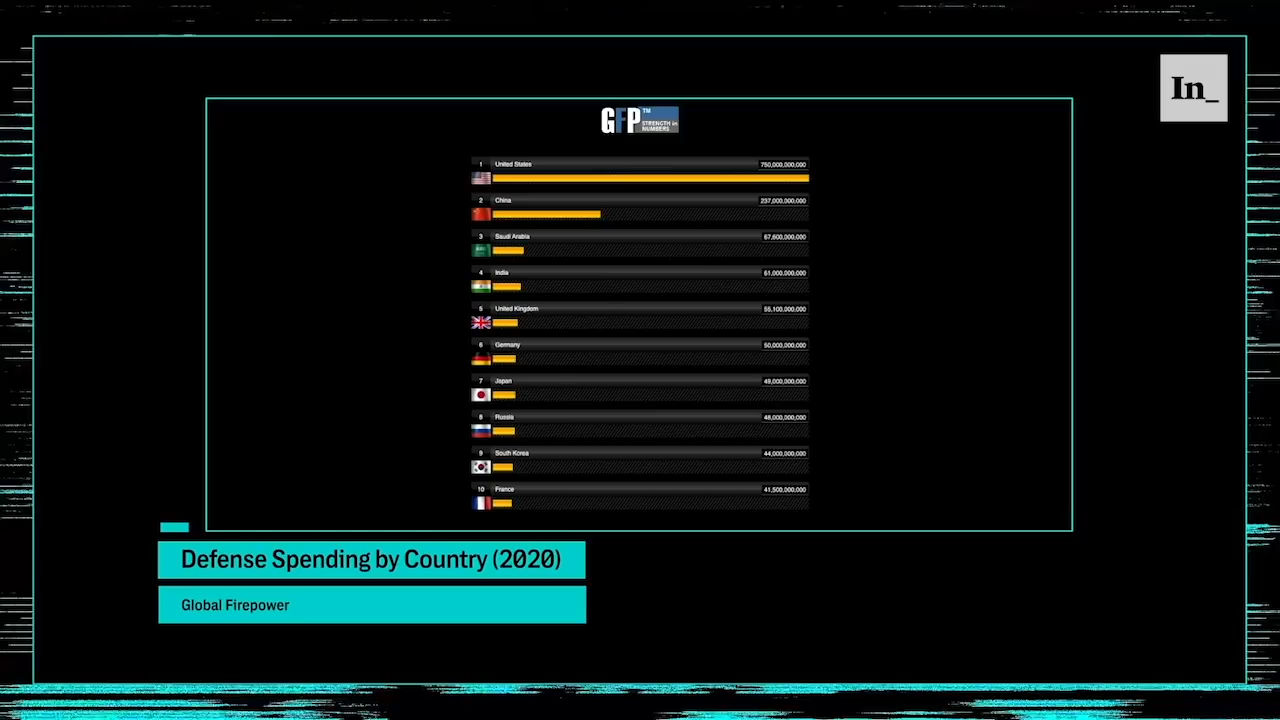 In_
GFP™
STRENGTH in
NUMBERS
1 United States 750,000,000,000
2 China 237,000,000,000
3 Saudi Arabia 67,600,000,000
4 India 61,000,000,000
5 United Kingdom 55,100,000,000
6 Germany 50,000,000,000
7 Japan 49,000,000,000
8 Russia 48,000,000,000
9 South Korea 44,000,000,000
10 France 41,500,000,000
Defense Spending by Country (2020)
Global Firepower